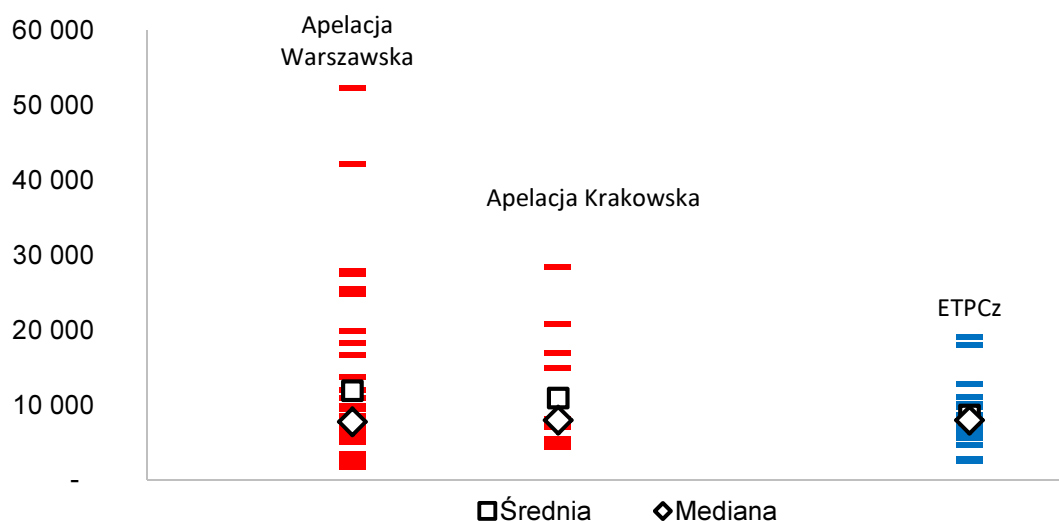 60 000
50 000
40 000
30 000
20 000
10 000
-
Apelacja
Warszawska
Apelacja Krakowska
ETPCz
Średnia
Mediana